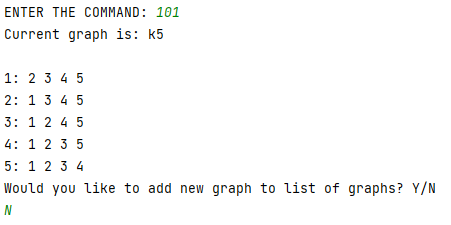 ENTER THE COMMAND: 101
Current graph is: k5
1: 2 3 4 5
2: 1 3 4 5
3: 1 2 4 5
4: 1 2 3 5
5: 1 2 3 4
Would you like to add new graph to list of graphs? Y/N
N